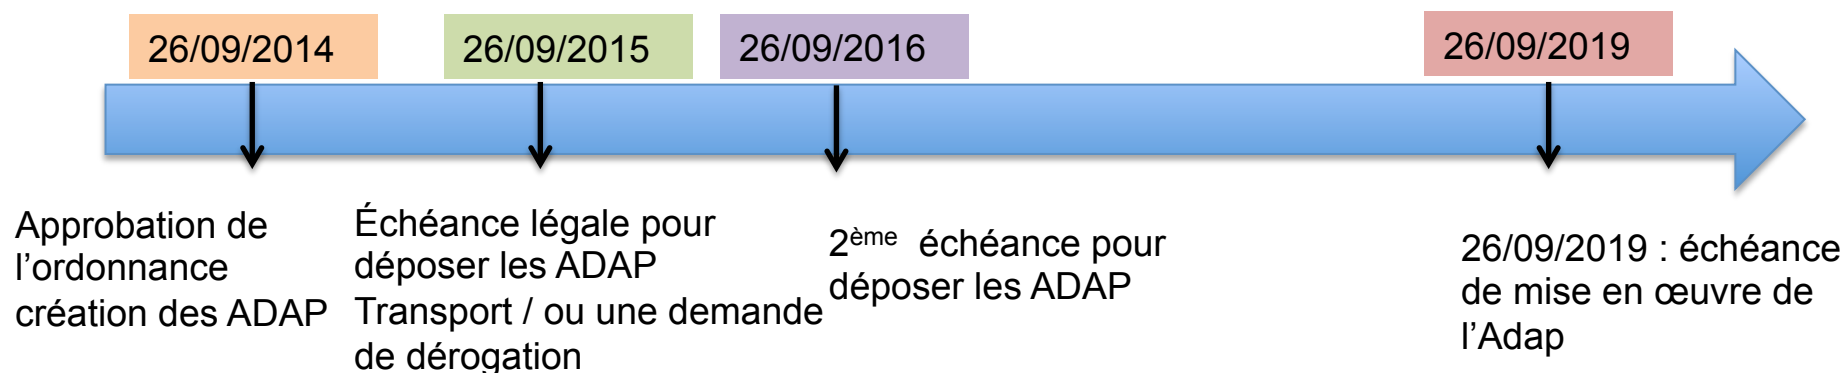 26/09/2014
26/09/2015
26/09/2016
26/09/2019
Approbation de
l’ordonnance
création des ADAP
Échéance légale pour
déposer les ADAP
Transport / ou une demande
de dérogation
2ème échéance pour
déposer les ADAP
26/09/2019 : échéance
de mise en œuvre de
l’Adap